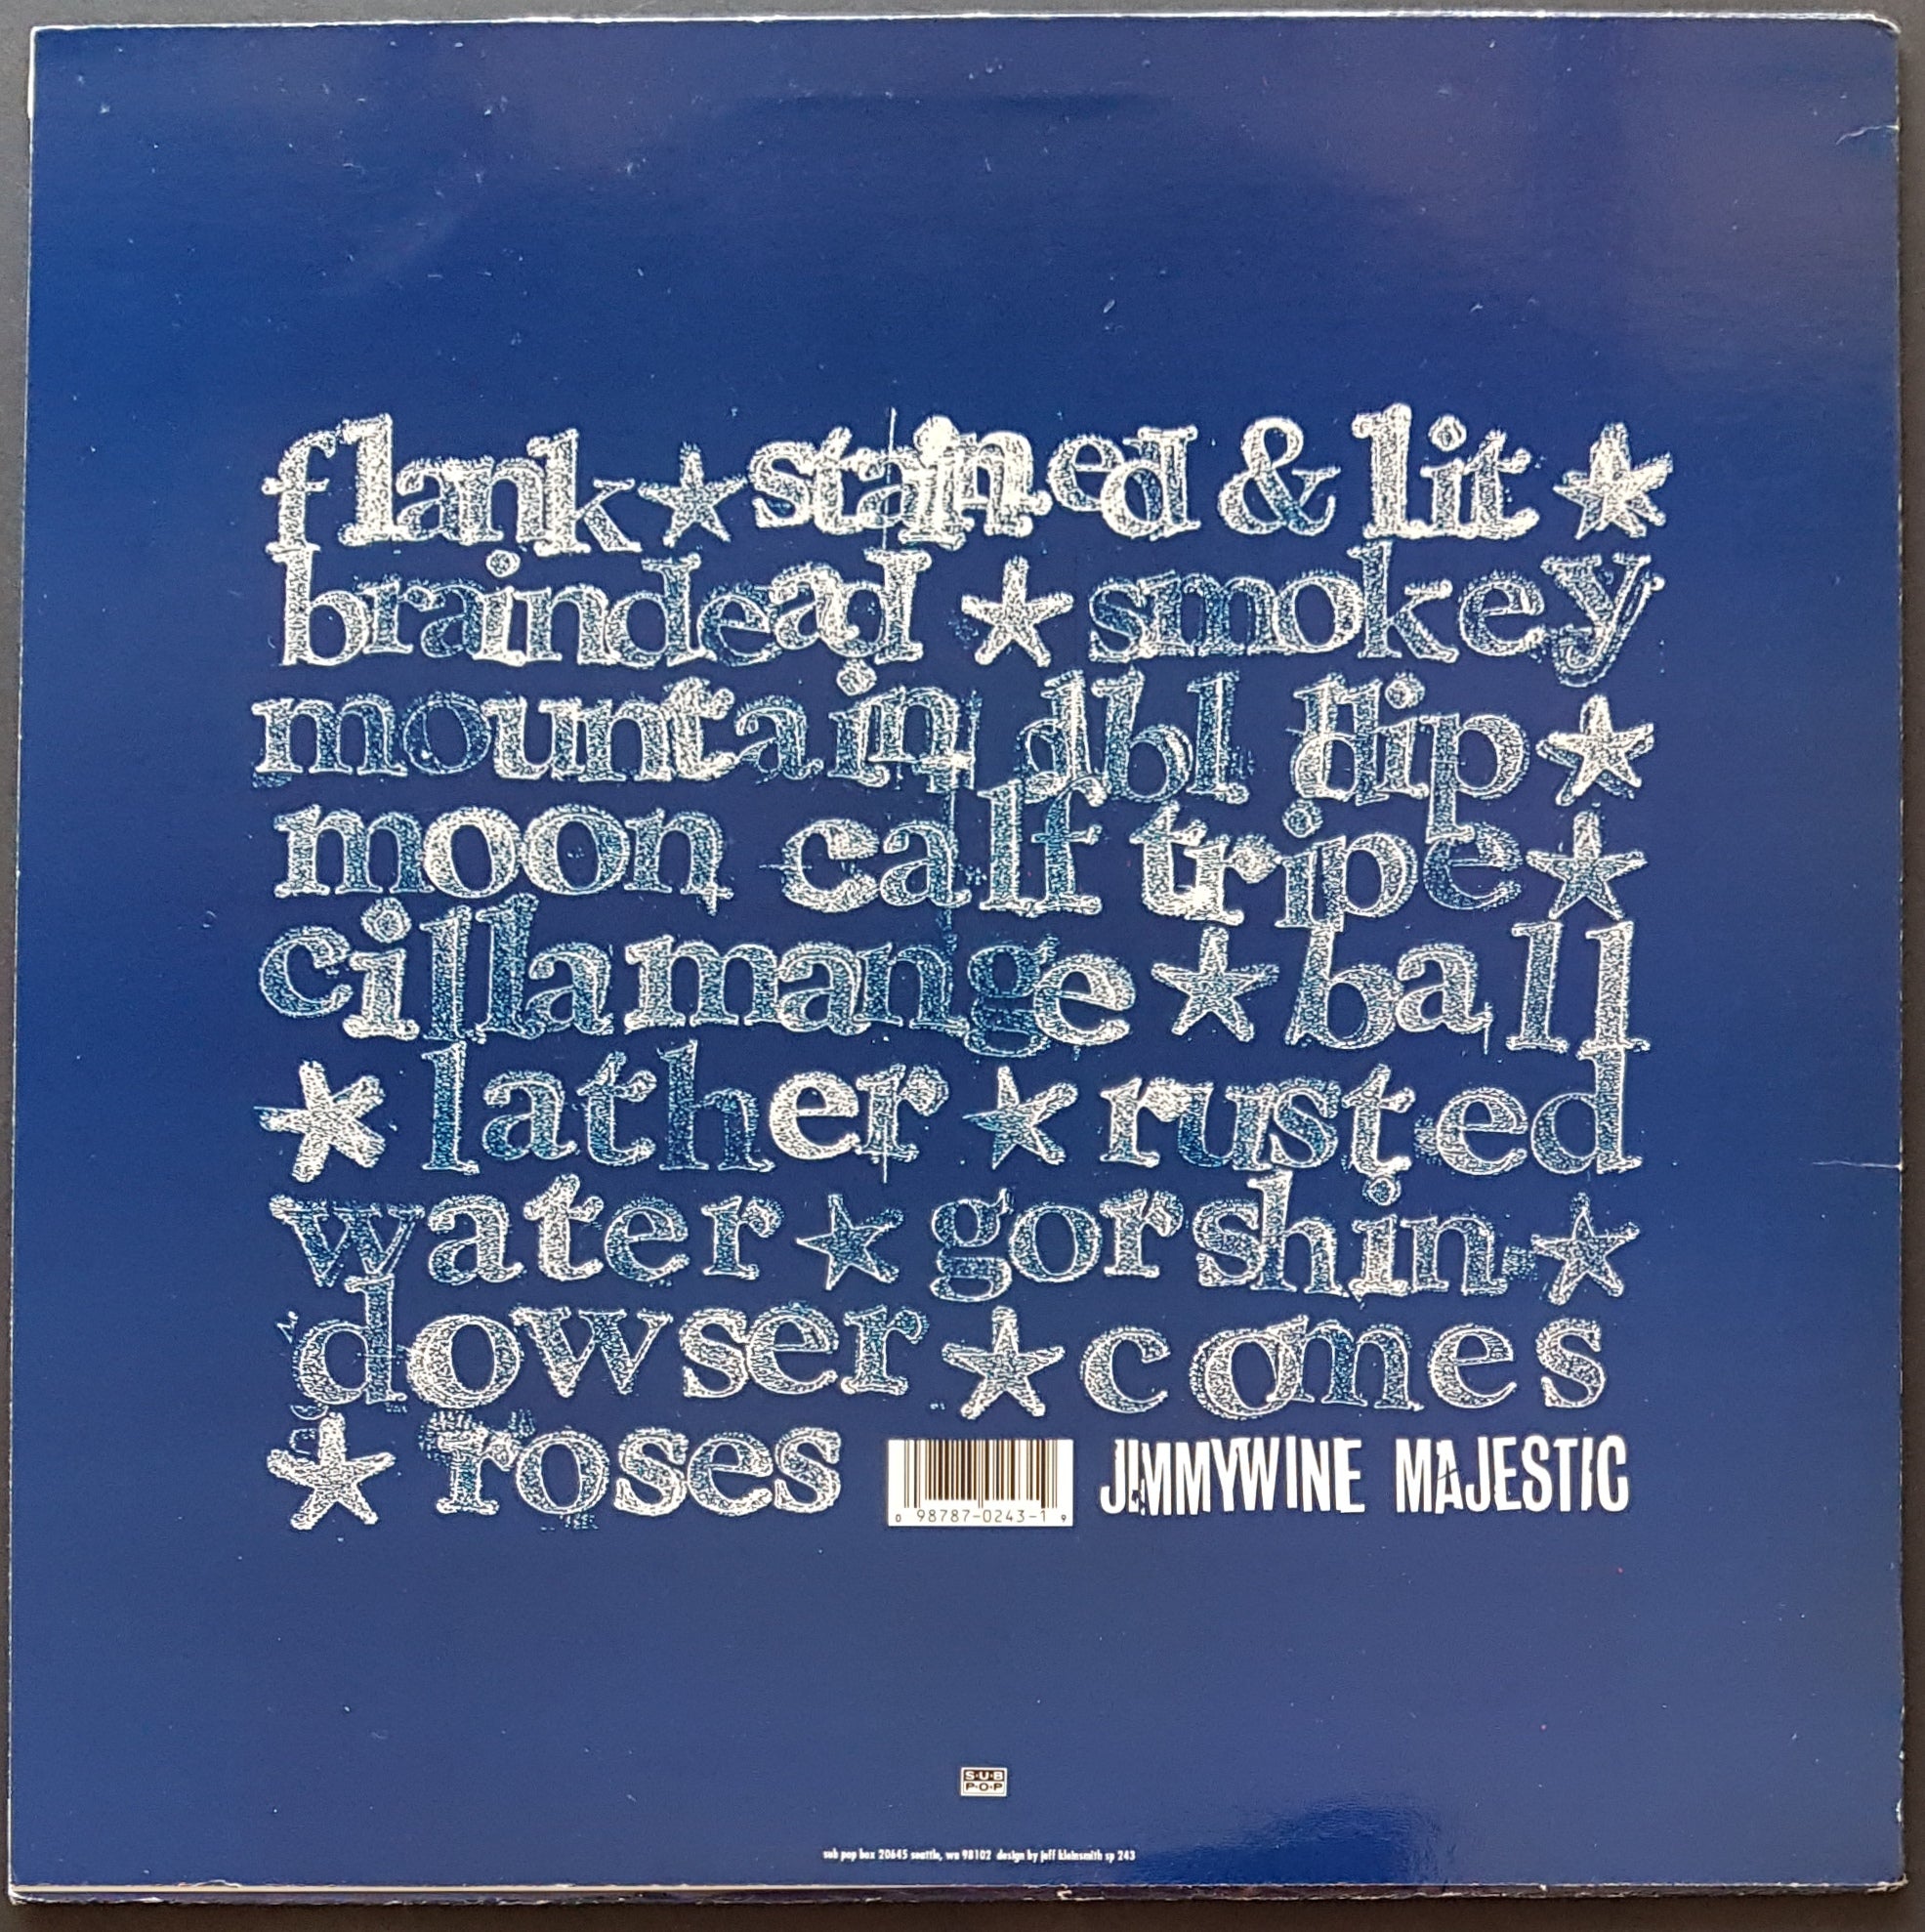 flank★stained & lit★
braindead ★ smokey
mountain dbl dip★
moon calf tripe★
cillamange★ball
★ lather★rusted
water★gorshin★
dowser★comes
★ roses
0 98787-0243-1 9
JIMMYWINE MAJESTIC
SUB
POP
sub pop box 20645 seattle, wa 98102 design by jeff kleinsmith sp 243